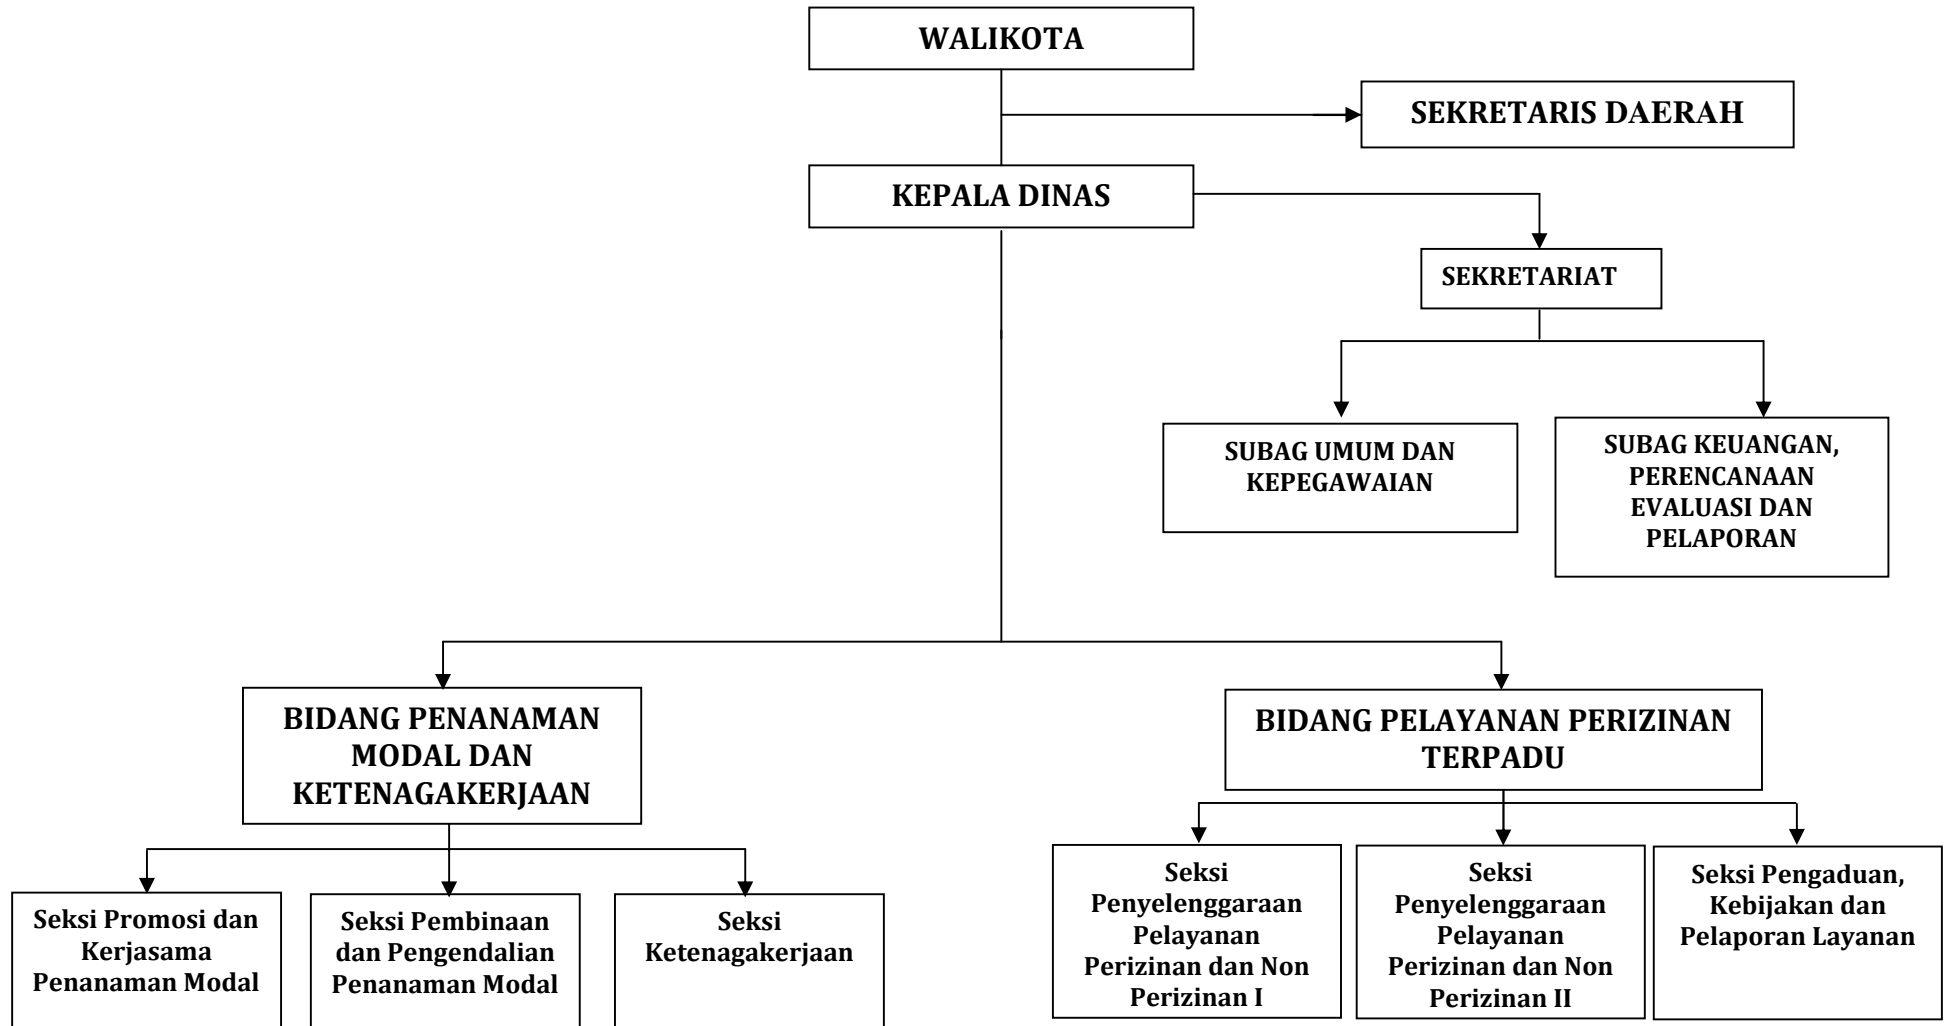 WALIKOTA
SEKRETARIS DAERAH
KEPALA DINAS
SEKRETARIAT
SUBAG UMUM DAN
KEPEGAWAIAN
SUBAG KEUANGAN,
PERENCANAAN
EVALUASI DAN
PELAPORAN
BIDANG PENANAMAN
MODAL DAN
KETENAGAKERJAAN
BIDANG PELAYANAN PERIZINAN
TERPADU
Seksi Promosi dan
Kerjasama
Penanaman Modal
Seksi Pembinaan
dan Pengendalian
Penanaman Modal
Seksi
Ketenagakerjaan
Seksi
Penyelenggaraan
Pelayanan
Perizinan dan Non
Perizinan I
Seksi
Penyelenggaraan
Pelayanan
Perizinan dan Non
Perizinan II
Seksi Pengaduan,
Kebijakan dan
Pelaporan Layanan